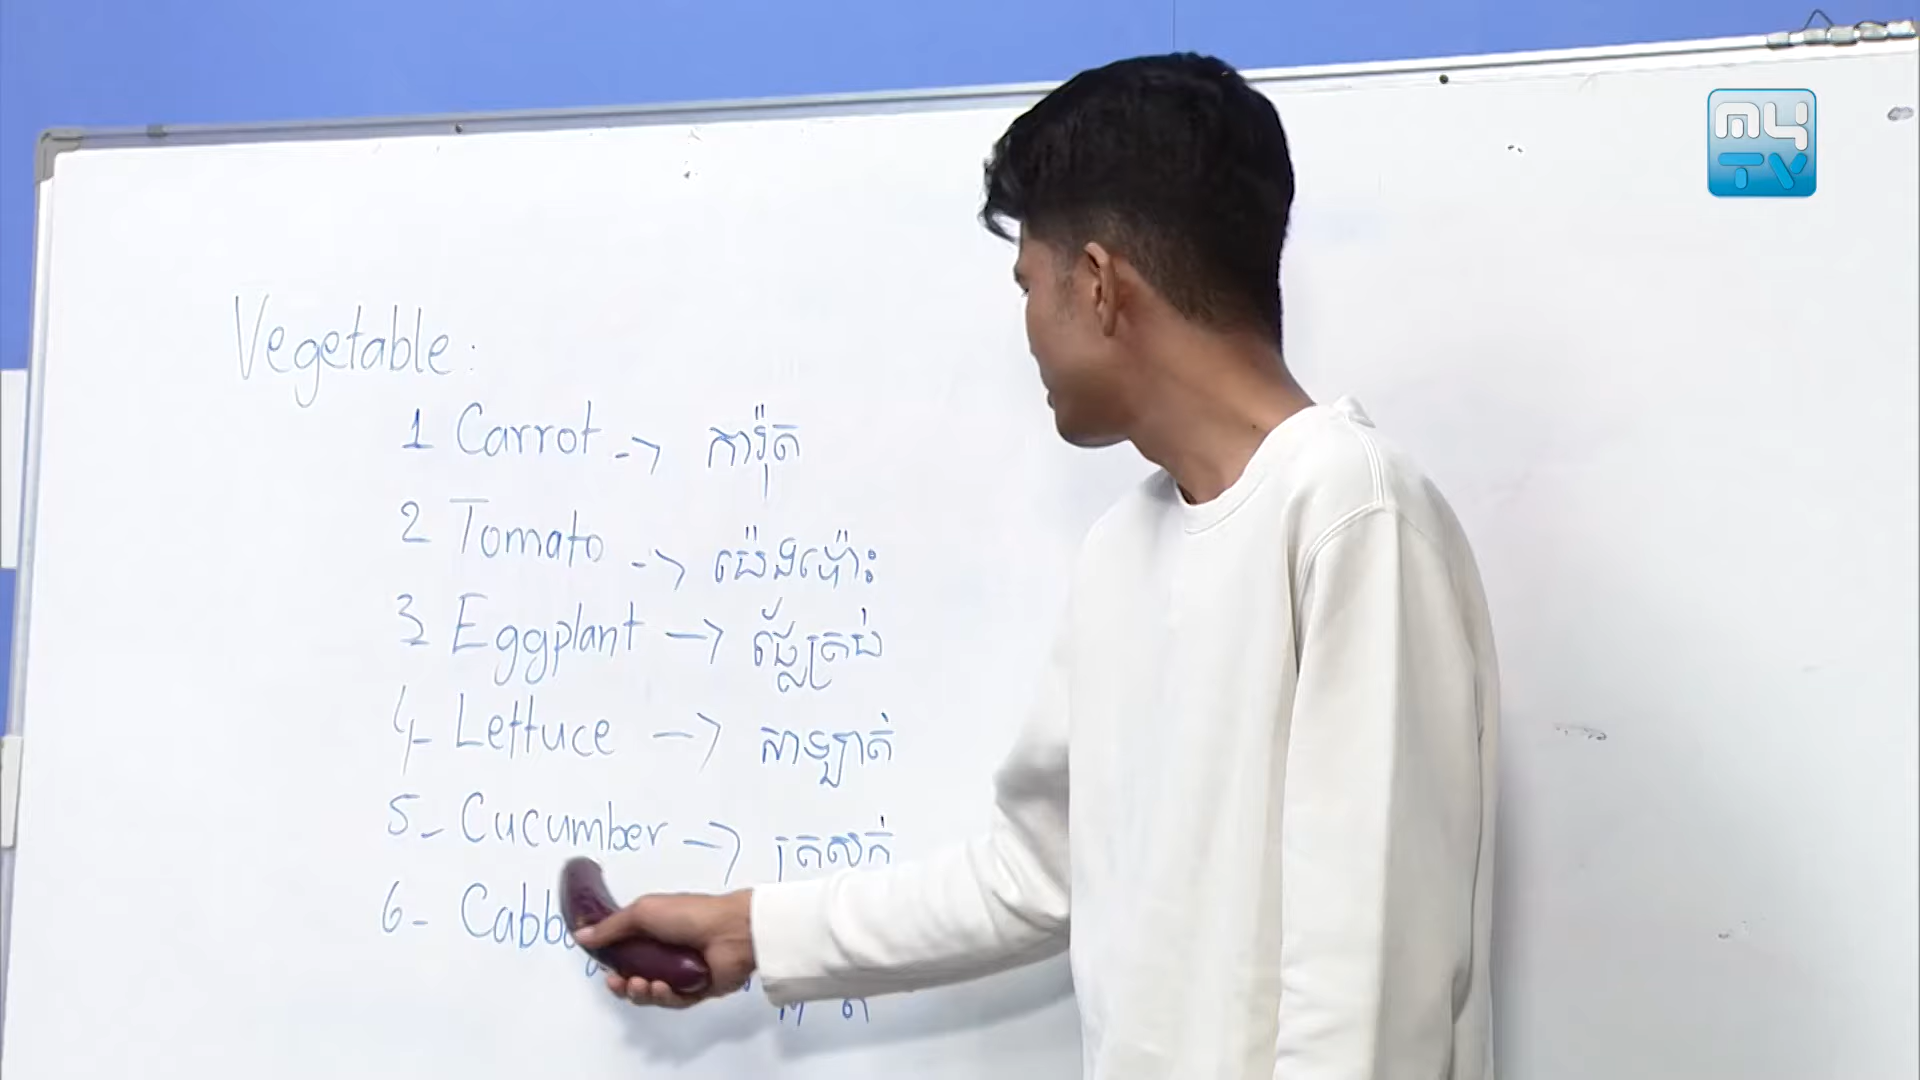 MYTV
Vegetable:
1 Carrot -> ការ៉ុត
2 Tomato -> ប៉េងប៉ោះ
3 Eggplant -> ផ្លែត្រប់
4- Lettuce -> សាឡាត់
5- Cucumber -> ត្រសក់
6-